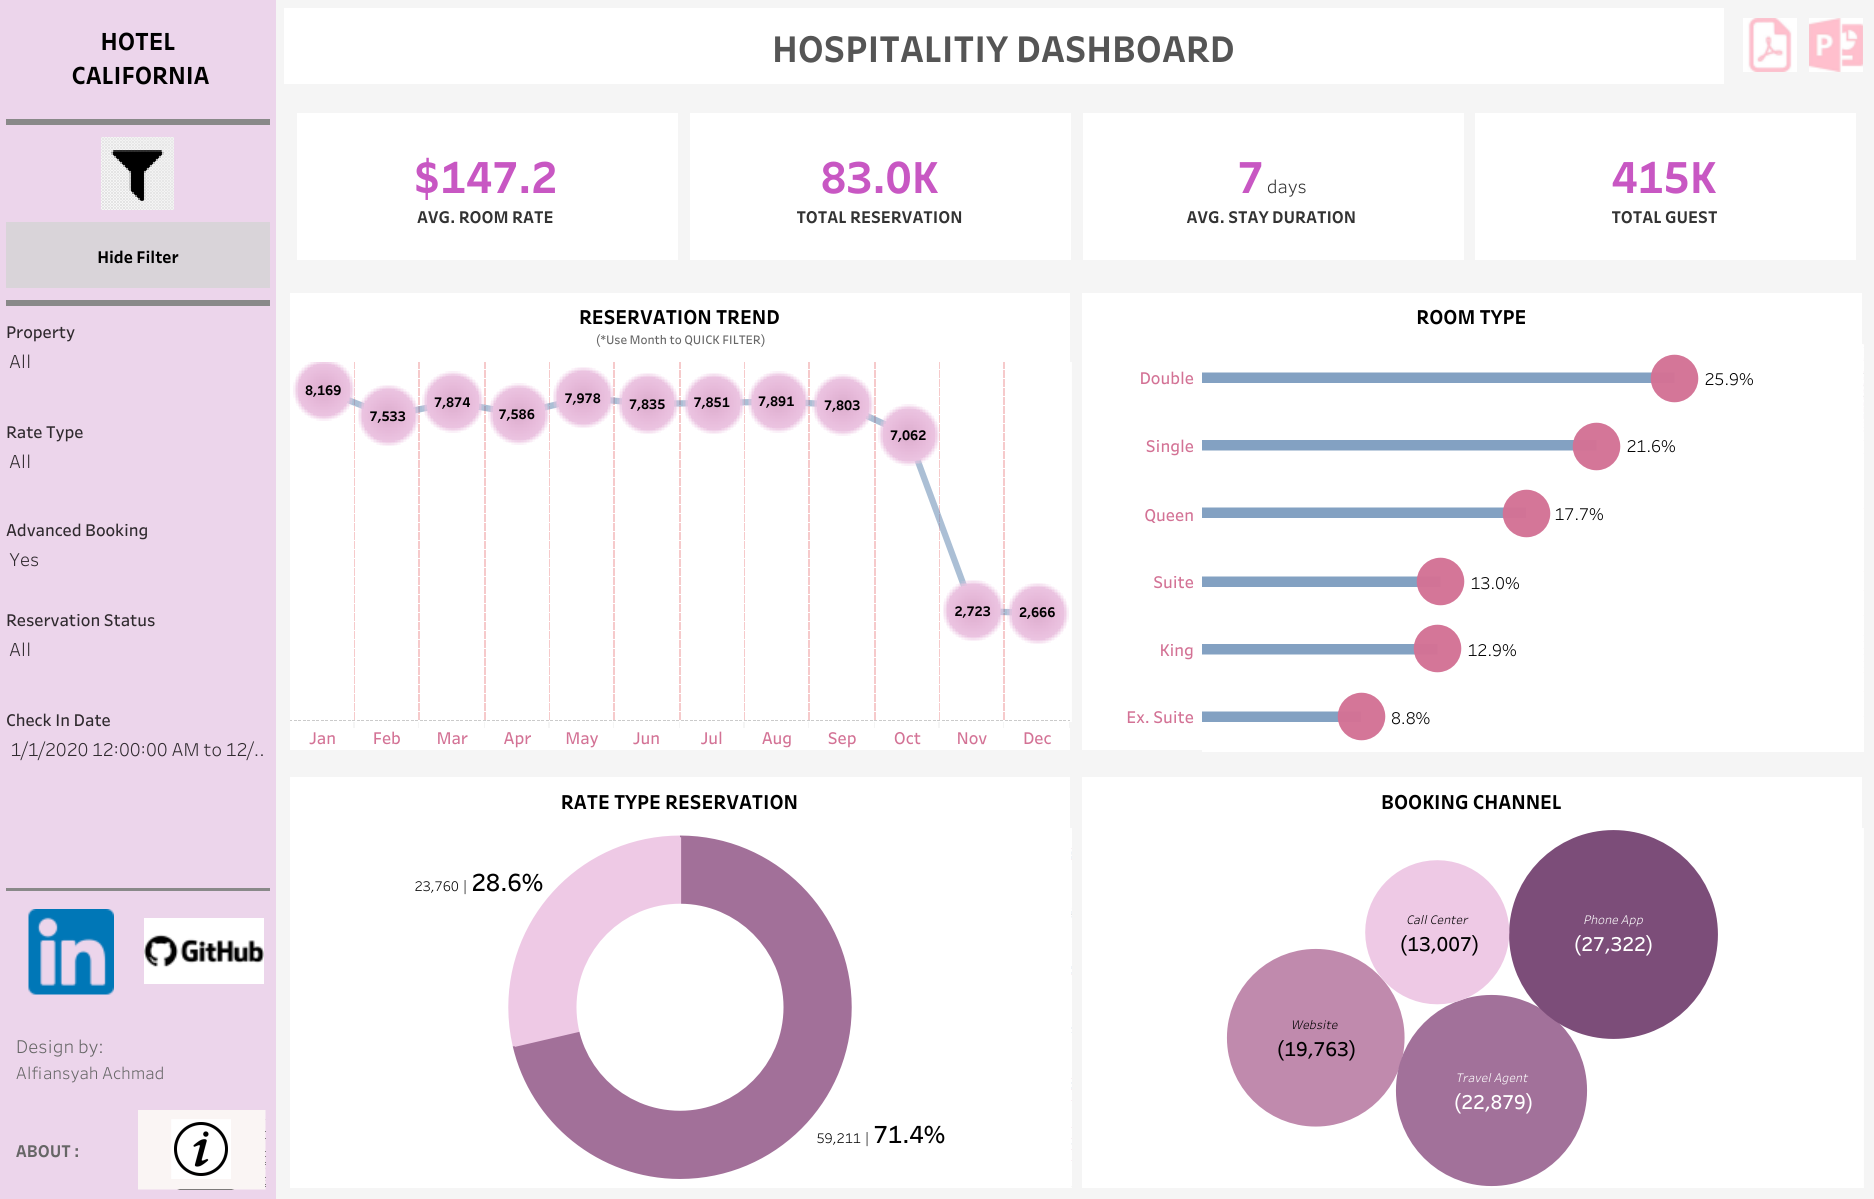 HOTEL
CALIFORNIA
Hide Filter
Property
All
Rate Type
All
Advanced Booking
Yes
Reservation Status
All
Check In Date
1/1/2020 12:00:00 AM to 12/..
in
GitHub
Design by:
Alfiansyah Achmad
ABOUT :
i
HOSPITALITIY DASHBOARD
P
$147.2
AVG. ROOM RATE
83.0K
TOTAL RESERVATION
7 days
AVG. STAY DURATION
415K
TOTAL GUEST
RESERVATION TREND
(*Use Month to QUICK FILTER)
8,169
7,533
7,874
7,586
7,978
7,835
7,851
7,891
7,803
7,062
2,723
2,666
Jan Feb Mar Apr May Jun Jul Aug Sep Oct Nov Dec
ROOM TYPE
Double 25.9%
Single 21.6%
Queen 17.7%
Suite 13.0%
King 12.9%
Ex. Suite 8.8%
RATE TYPE RESERVATION
23,760 | 28.6%
59,211 | 71.4%
BOOKING CHANNEL
Call Center
(13,007)
Phone App
(27,322)
Website
(19,763)
Travel Agent
(22,879)